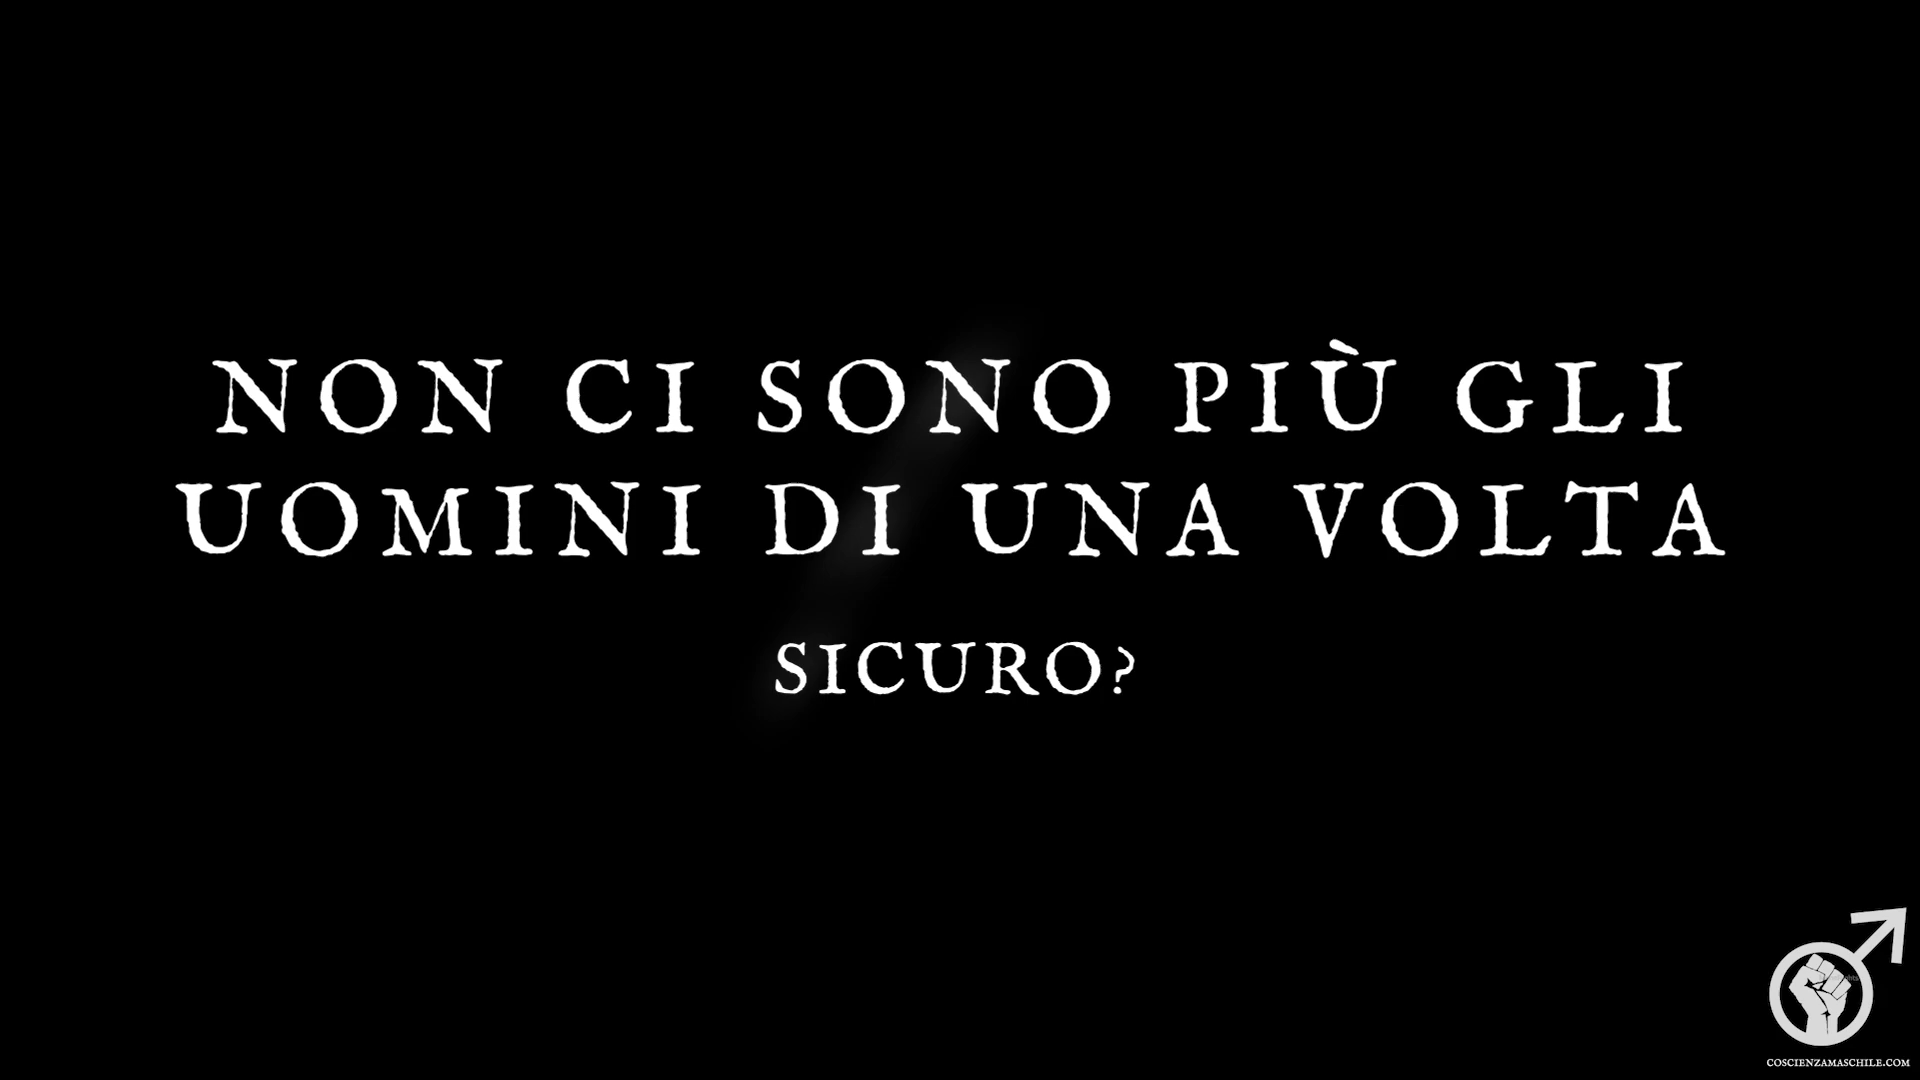 NON CI SONO PIÙ GLI
UOMINI DI UNA VOLTA
SICURO?
COSCIENZAMASCHILE.COM